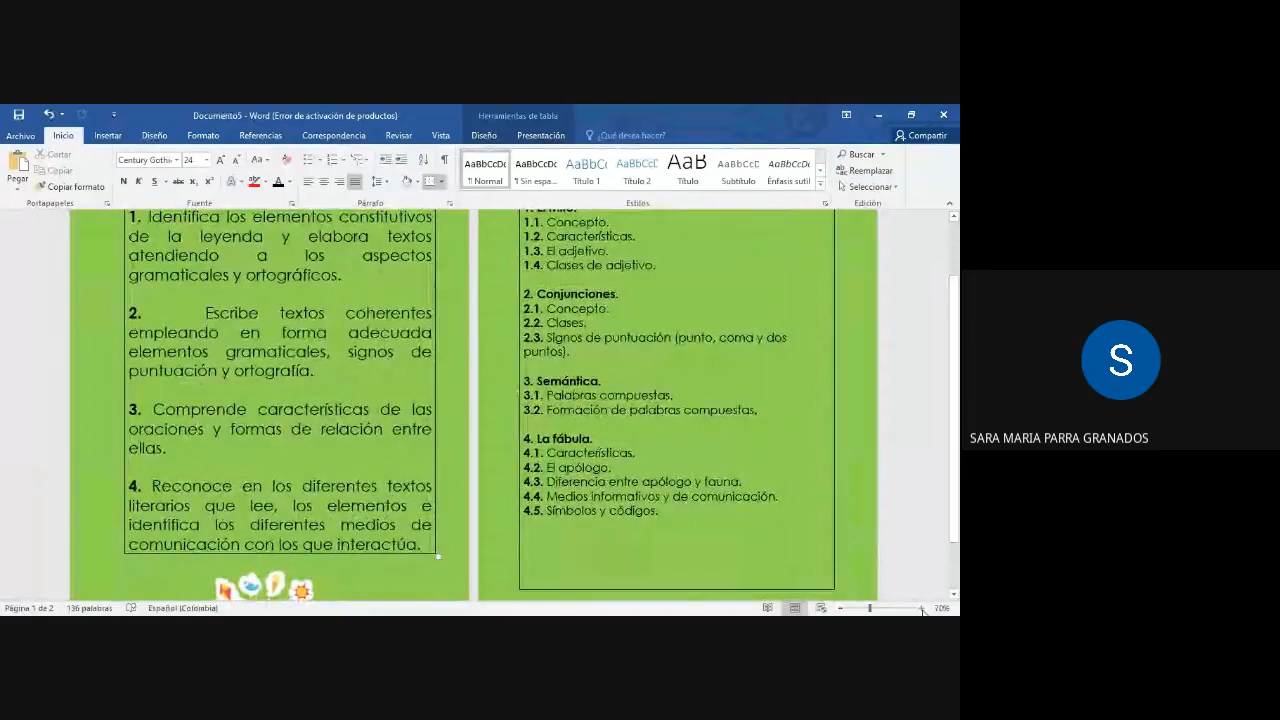 Documento5 - Word (Error de activación de productos)
Herramientas de tabla
Archivo Inicio Insertar Diseño Formato Referencias Correspondencia Revisar Vista Diseño Presentación ¿Qué desea hacer? Compartir
Pegar
Cortar
Copiar
Copiar formato
Century Gothi 24
N K S abc x₂ x²
AaBbCcDc AaBbCcDc AaBbC( AaBbCcC AaB AaBbCcD AaBbCcDc
¶ Normal ¶ Sin espa... Título 1 Título 2 Título Subtítulo Énfasis sutil
Buscar
Reemplazar
Seleccionar
Portapapeles Fuente Párrafo Estilos Edición
1. Identifica los elementos constitutivos
de la leyenda y elabora textos
atendiendo a los aspectos
gramaticales y ortográficos.
2. Escribe textos coherentes
empleando en forma adecuada
elementos gramaticales, signos de
puntuación y ortografía.
3. Comprende características de las
oraciones y formas de relación entre
ellas.
4. Reconoce en los diferentes textos
literarios que lee, los elementos e
identifica los diferentes medios de
comunicación con los que interactúa.
1.1. Concepto.
1.2. Características.
1.3. El adjetivo.
1.4. Clases de adjetivo.
2. Conjunciones.
2.1. Concepto.
2.2. Clases.
2.3. Signos de puntuación (punto, coma y dos
puntos).
3. Semántica.
3.1. Palabras compuestas.
3.2. Formación de palabras compuestas.
4. La fábula.
4.1. Características.
4.2. El apólogo.
4.3. Diferencia entre apólogo y fauna.
4.4. Medios informativos y de comunicación.
4.5. Símbolos y códigos.
Página 1 de 2 136 palabras Español (Colombia) 70%
S
SARA MARIA PARRA GRANADOS